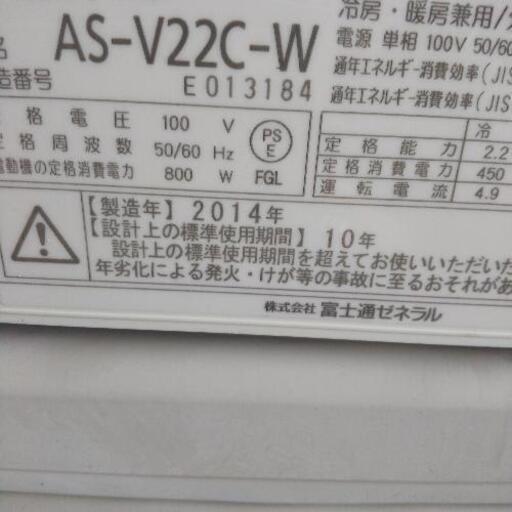 冷房・暖房兼用/
名 AS-V22C-W
電源 単相 100V 50/60
通年エネルギー消費効率(JIS
造番号 E013184
通年エネルギー消費効率(JIS
格電圧 100 V
格周波数 50/60 Hz
動機の定格消費電力 800 W
PS E
FGL
冷
定格能力 2.2
定格消費電力 450
運転電流 4.9
【製造年】2014年
【設計上の標準使用期間】10年
設計上の標準使用期間を超えてお使いいただいた
年劣化による発火・けが等の事故に至るおそれがあ
株式会社 富士通ゼネラル